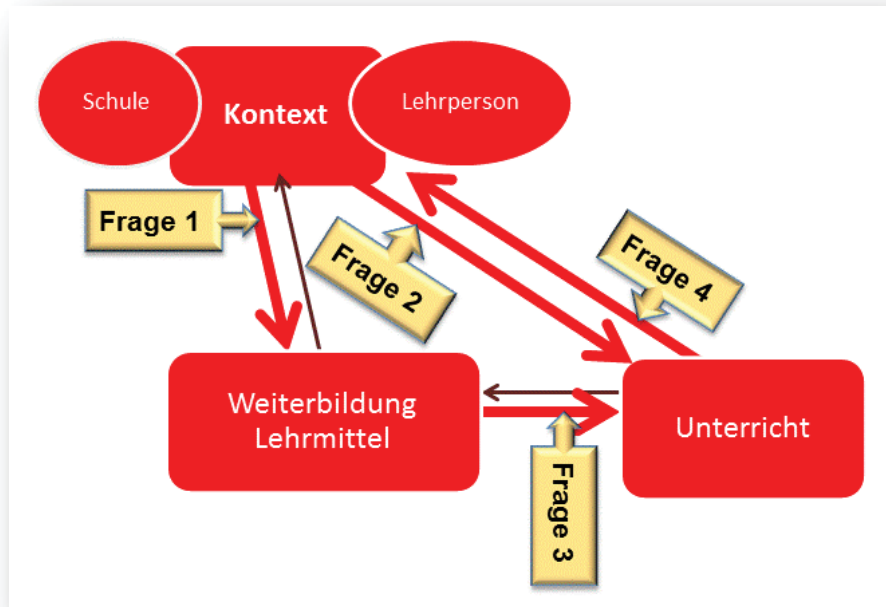 Schule
Kontext
Lehrperson
Frage 1
Frage 2
Frage 4
Weiterbildung
Lehrmittel
Unterricht
Frage 3